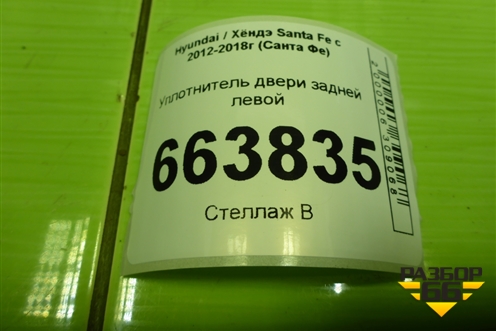 Hyundai / Хёндэ Santa Fe с
2012-2018г (Санта Фе)
Уплотнитель двери задней
левой
663835
Стеллаж В
РАЗБОР
66